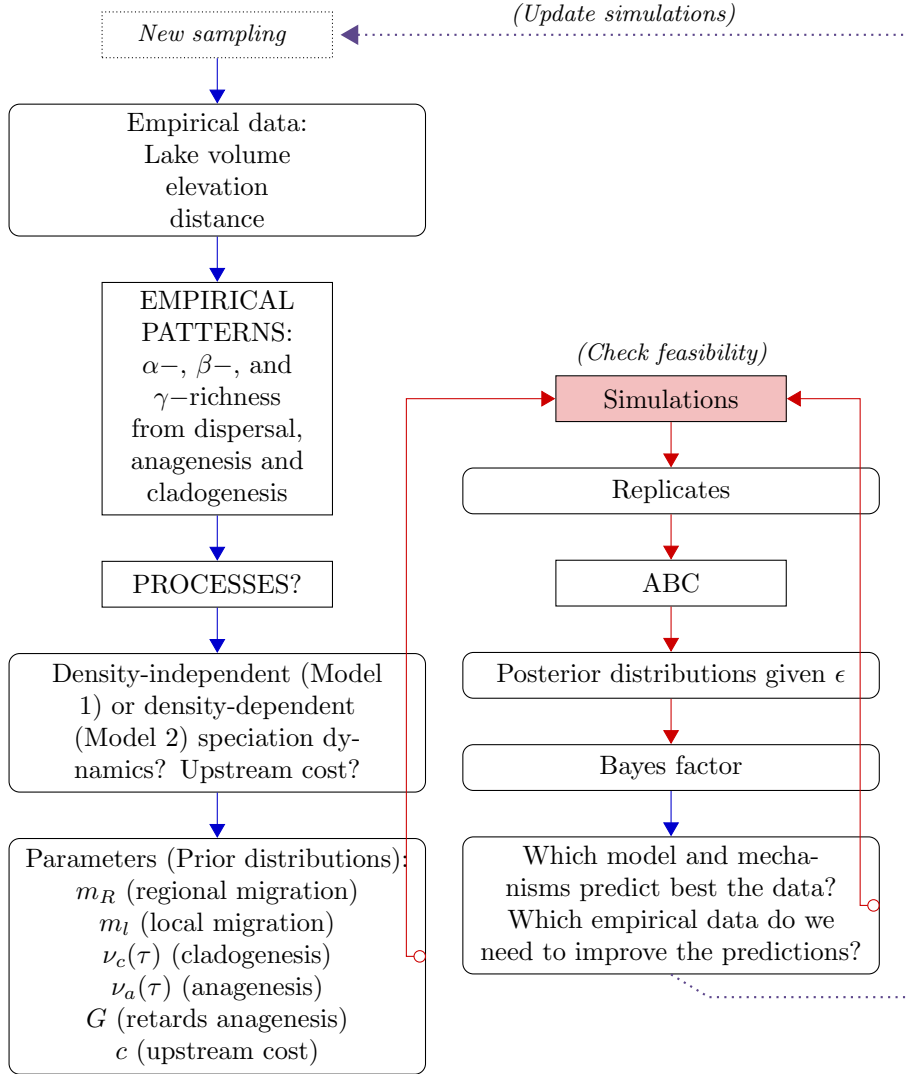 (Update simulations)
New sampling
Empirical data:
Lake volume
elevation
distance
EMPIRICAL
PATTERNS:
α−, β−, and
γ−richness
from dispersal,
anagenesis and
cladogenesis
PROCESSES?
Density-independent (Model
1) or density-dependent
(Model 2) speciation dy-
namics? Upstream cost?
Parameters (Prior distributions):
m_R (regional migration)
m_l (local migration)
ν_c(τ) (cladogenesis)
ν_a(τ) (anagenesis)
G (retards anagenesis)
c (upstream cost)
(Check feasibility)
Simulations
Replicates
ABC
Posterior distributions given ϵ
Bayes factor
Which model and mecha-
nisms predict best the data?
Which empirical data do we
need to improve the predictions?